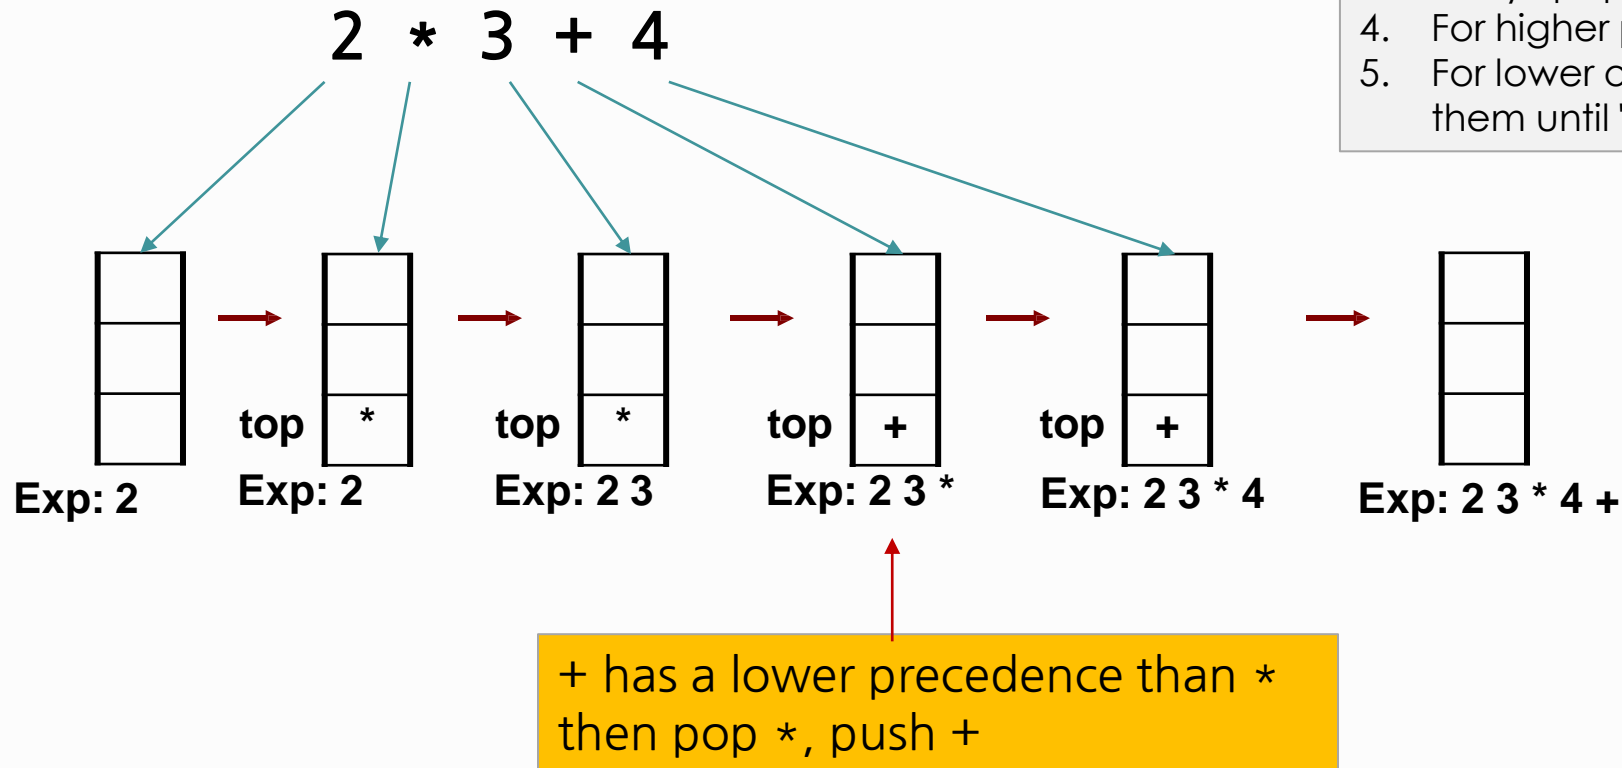 2 * 3 + 4
4. For higher
5. For lower
them until
top
*
top
*
top
+
top
+
Exp: 2
Exp: 2
Exp: 2 3
Exp: 2 3 *
Exp: 2 3 * 4
Exp: 2 3 * 4 +
+ has a lower precedence than *
then pop *, push +